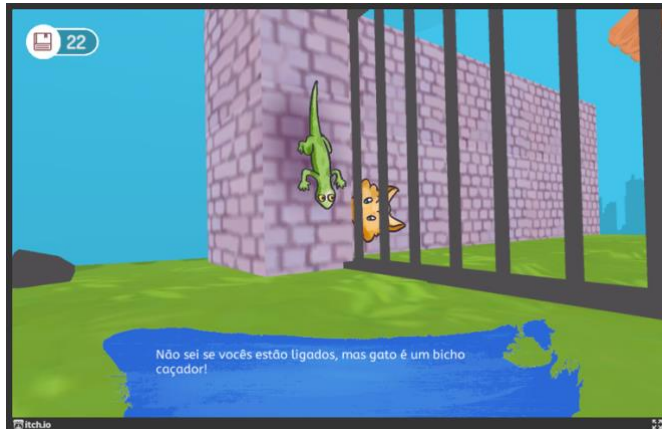 22
Não sei se vocês estão ligados, mas gato é um bicho
caçador!
itch.io